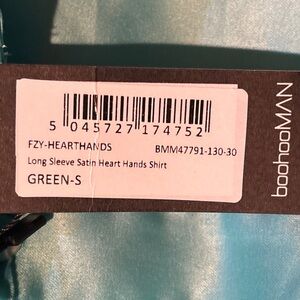 5 045727 174752
FZY-HEARTHANDS BMM47791-130-30
Long Sleeve Satin Heart Hands Shirt
GREEN-S
boohooMAN